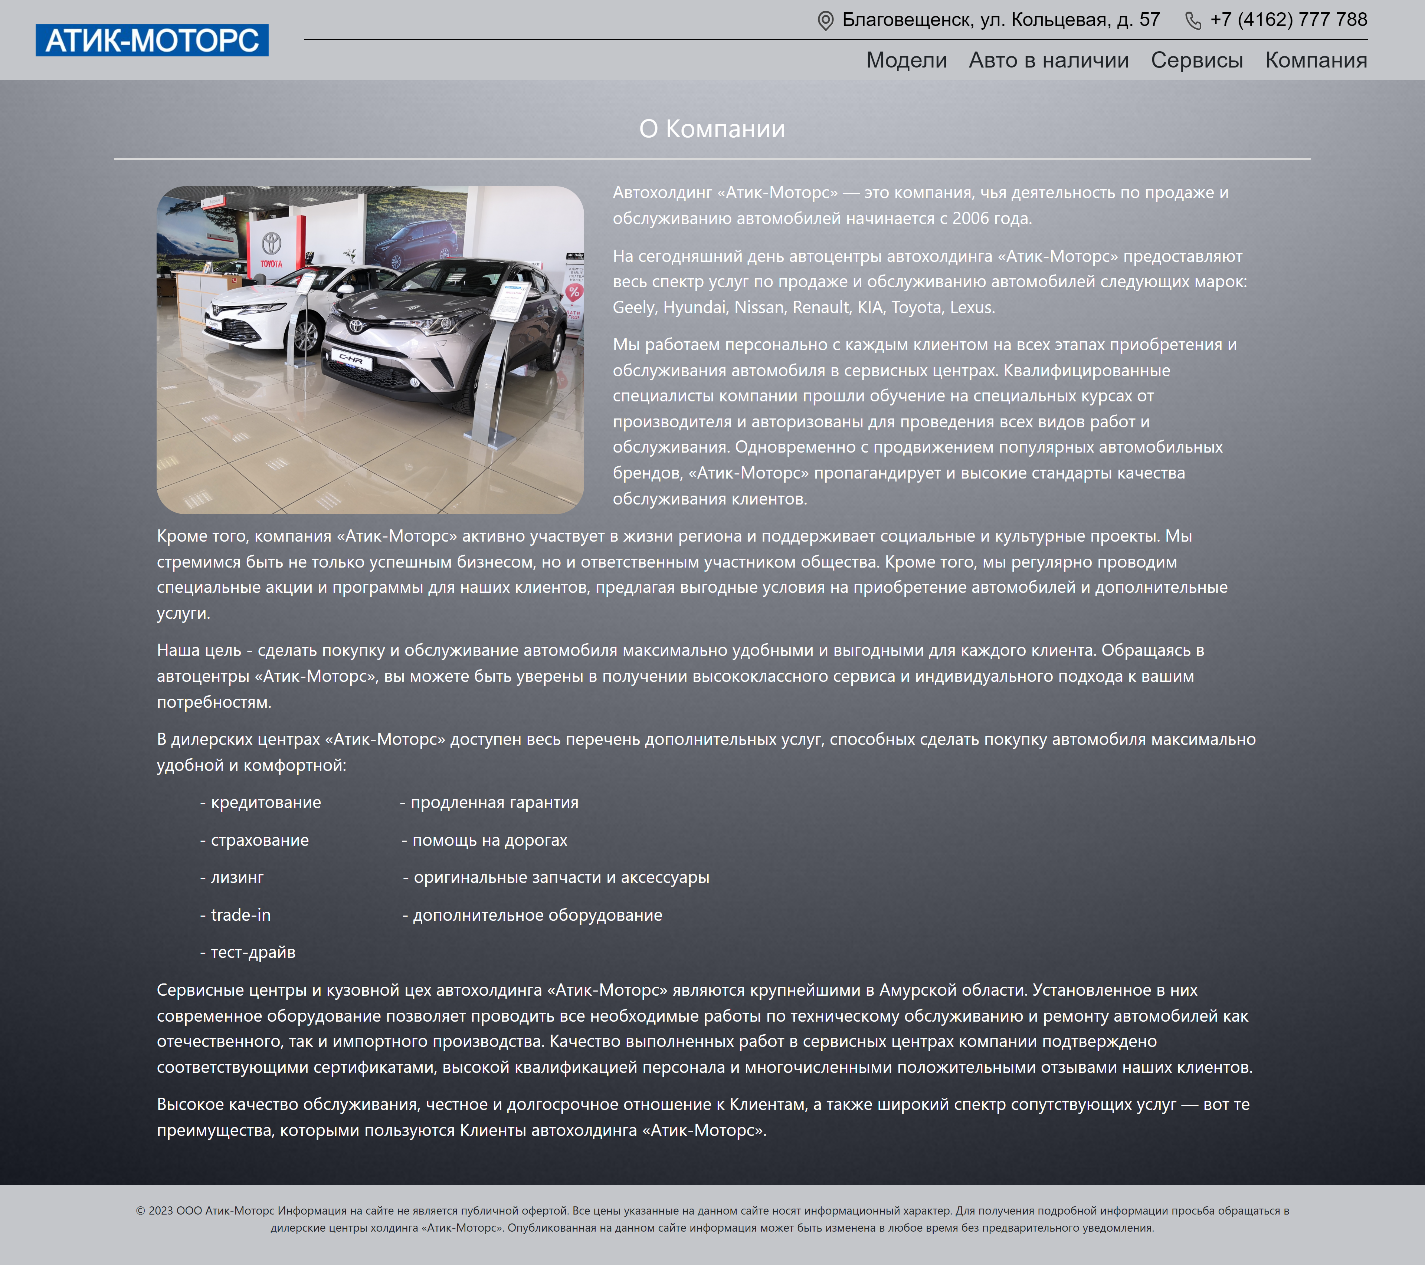 АТИК-МОТОРС
Благовещенск, ул. Кольцевая, д. 57 +7 (4162) 777 788
Модели Авто в наличии Сервисы Компания
О Компании
TOYOTA
C-HR
%
Автохолдинг «Атик-Моторс» — это компания, чья деятельность по продаже и
обслуживанию автомобилей начинается с 2006 года.
На сегодняшний день автоцентры автохолдинга «Атик-Моторс» предоставляют
весь спектр услуг по продаже и обслуживанию автомобилей следующих марок:
Geely, Hyundai, Nissan, Renault, KIA, Toyota, Lexus.
Мы работаем персонально с каждым клиентом на всех этапах приобретения и
обслуживания автомобиля в сервисных центрах. Квалифицированные
специалисты компании прошли обучение на специальных курсах от
производителя и авторизованы для проведения всех видов работ и
обслуживания. Одновременно с продвижением популярных автомобильных
брендов, «Атик-Моторс» пропагандирует и высокие стандарты качества
обслуживания клиентов.
Кроме того, компания «Атик-Моторс» активно участвует в жизни региона и поддерживает социальные и культурные проекты. Мы
стремимся быть не только успешным бизнесом, но и ответственным участником общества. Кроме того, мы регулярно проводим
специальные акции и программы для наших клиентов, предлагая выгодные условия на приобретение автомобилей и дополнительные
услуги.
Наша цель - сделать покупку и обслуживание автомобиля максимально удобными и выгодными для каждого клиента. Обращаясь в
автоцентры «Атик-Моторс», вы можете быть уверены в получении высококлассного сервиса и индивидуального подхода к вашим
потребностям.
В дилерских центрах «Атик-Моторс» доступен весь перечень дополнительных услуг, способных сделать покупку автомобиля максимально
удобной и комфортной:
- кредитование - продленная гарантия
- страхование - помощь на дорогах
- лизинг - оригинальные запчасти и аксессуары
- trade-in - дополнительное оборудование
- тест-драйв
Сервисные центры и кузовной цех автохолдинга «Атик-Моторс» являются крупнейшими в Амурской области. Установленное в них
современное оборудование позволяет проводить все необходимые работы по техническому обслуживанию и ремонту автомобилей как
отечественного, так и импортного производства. Качество выполненных работ в сервисных центрах компании подтверждено
соответствующими сертификатами, высокой квалификацией персонала и многочисленными положительными отзывами наших клиентов.
Высокое качество обслуживания, честное и долгосрочное отношение к Клиентам, а также широкий спектр сопутствующих услуг — вот те
преимущества, которыми пользуются Клиенты автохолдинга «Атик-Моторс».
© 2023 ООО Атик-Моторс Информация на сайте не является публичной офертой. Все цены указанные на данном сайте носят информационный характер. Для получения подробной информации просьба обращаться в
дилерские центры холдинга «Атик-Моторс». Опубликованная на данном сайте информация может быть изменена в любое время без предварительного уведомления.